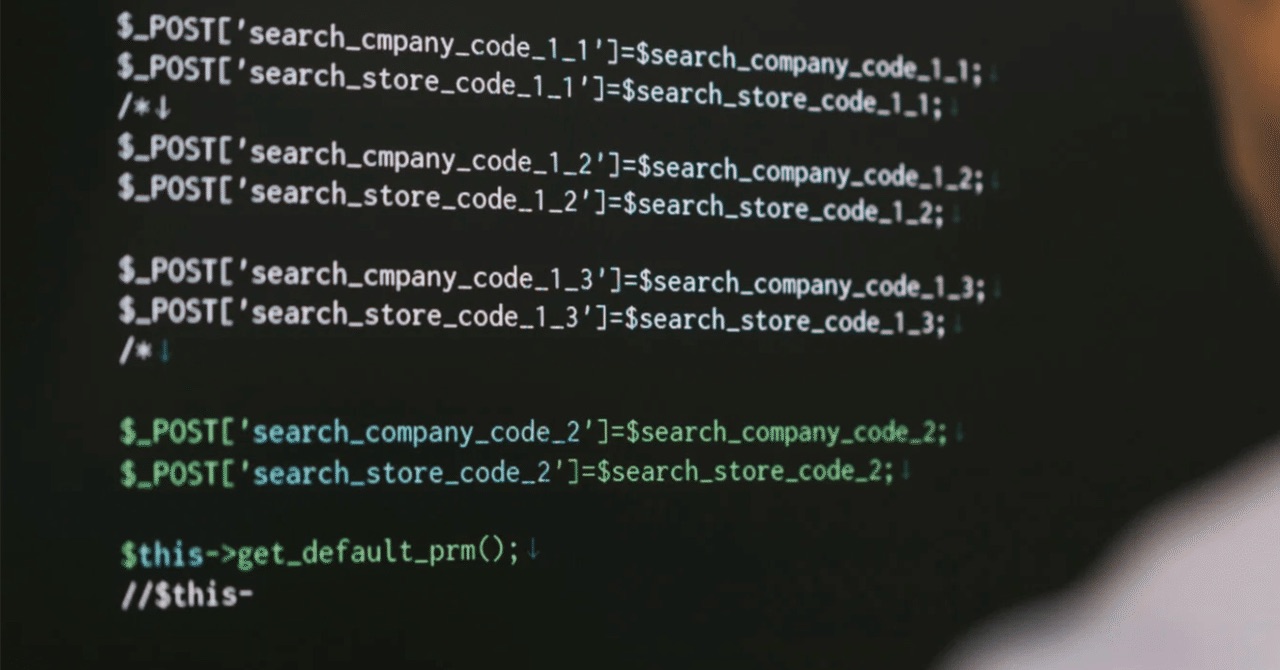 $_POST['search_cmpany_code_1_1']=$search_company_code_1_1;↓
$_POST['search_store_code_1_1']=$search_store_code_1_1;↓
/*↓
$_POST['search_cmpany_code_1_2']=$search_company_code_1_2;↓
$_POST['search_store_code_1_2']=$search_store_code_1_2;↓
$_POST['search_cmpany_code_1_3']=$search_company_code_1_3;↓
$_POST['search_store_code_1_3']=$search_store_code_1_3;↓
/*↓
$_POST['search_company_code_2']=$search_company_code_2;↓
$_POST['search_store_code_2']=$search_store_code_2;↓
$this->get_default_prm();↓
//$this-